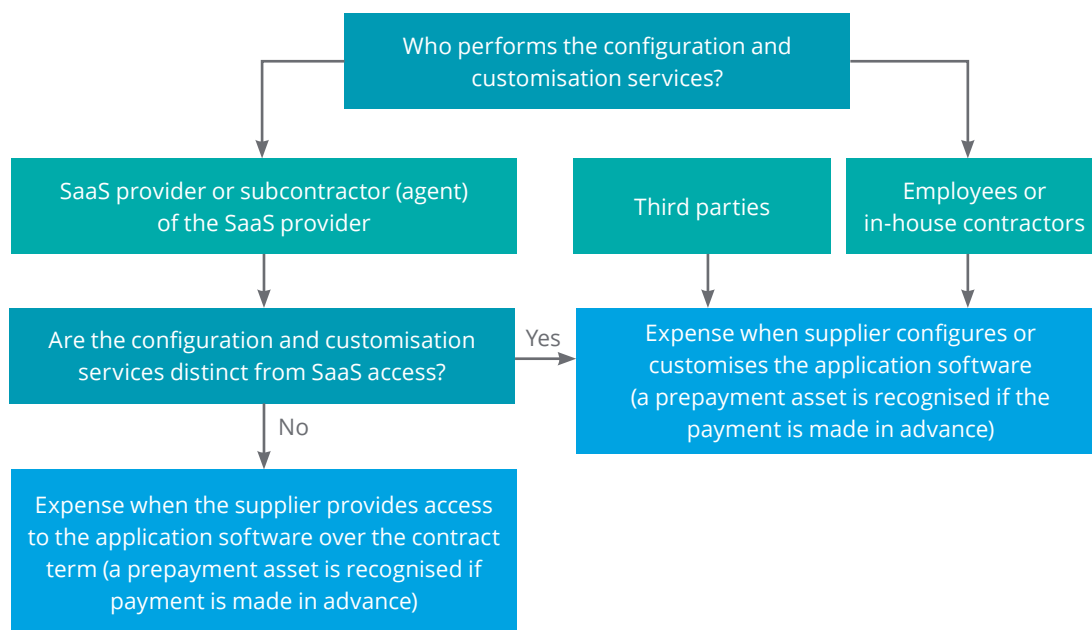 Who performs the configuration and
customisation services?
SaaS provider or subcontractor (agent)
of the SaaS provider
Third parties
Employees or
in-house contractors
Are the configuration and customisation
services distinct from SaaS access?
Yes
Expense when supplier configures or
customises the application software
(a prepayment asset is recognised if the
payment is made in advance)
No
Expense when the supplier provides access
to the application software over the contract
term (a prepayment asset is recognised if
payment is made in advance)